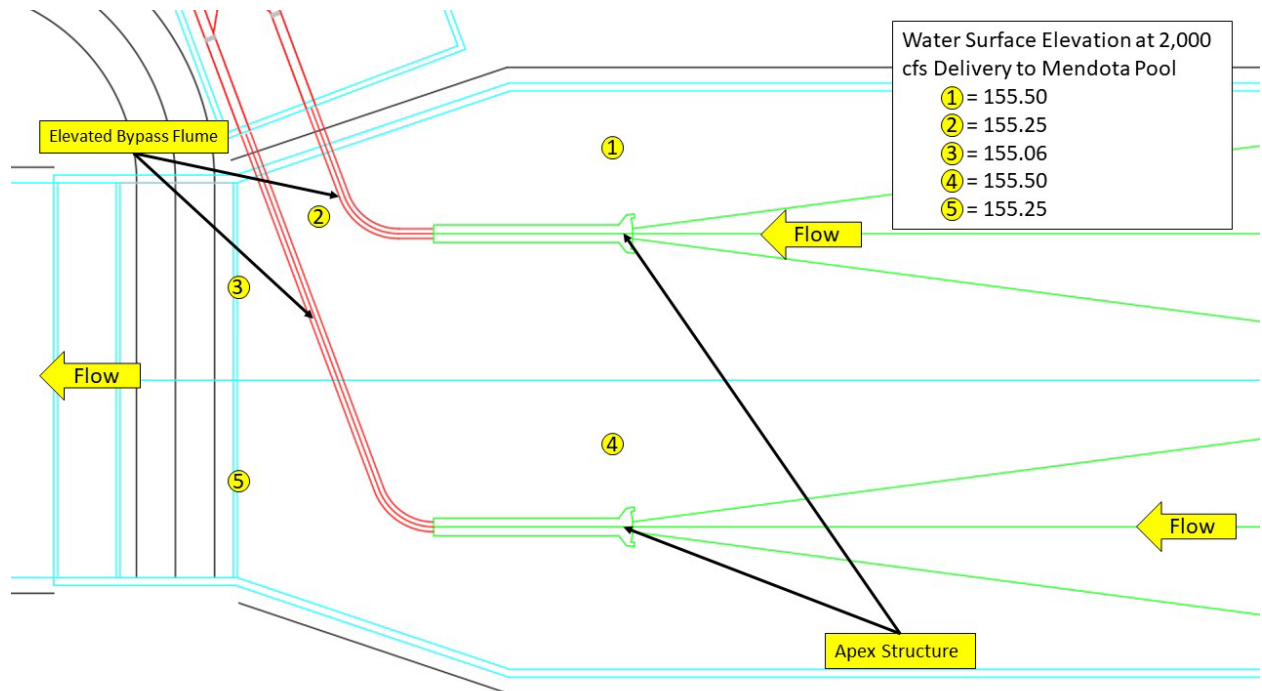 Water Surface Elevation at 2,000
cfs Delivery to Mendota Pool
1 = 155.50
2 = 155.25
3 = 155.06
4 = 155.50
5 = 155.25
Elevated Bypass Flume
1
2
Flow
3
Flow
4
5
Flow
Apex Structure